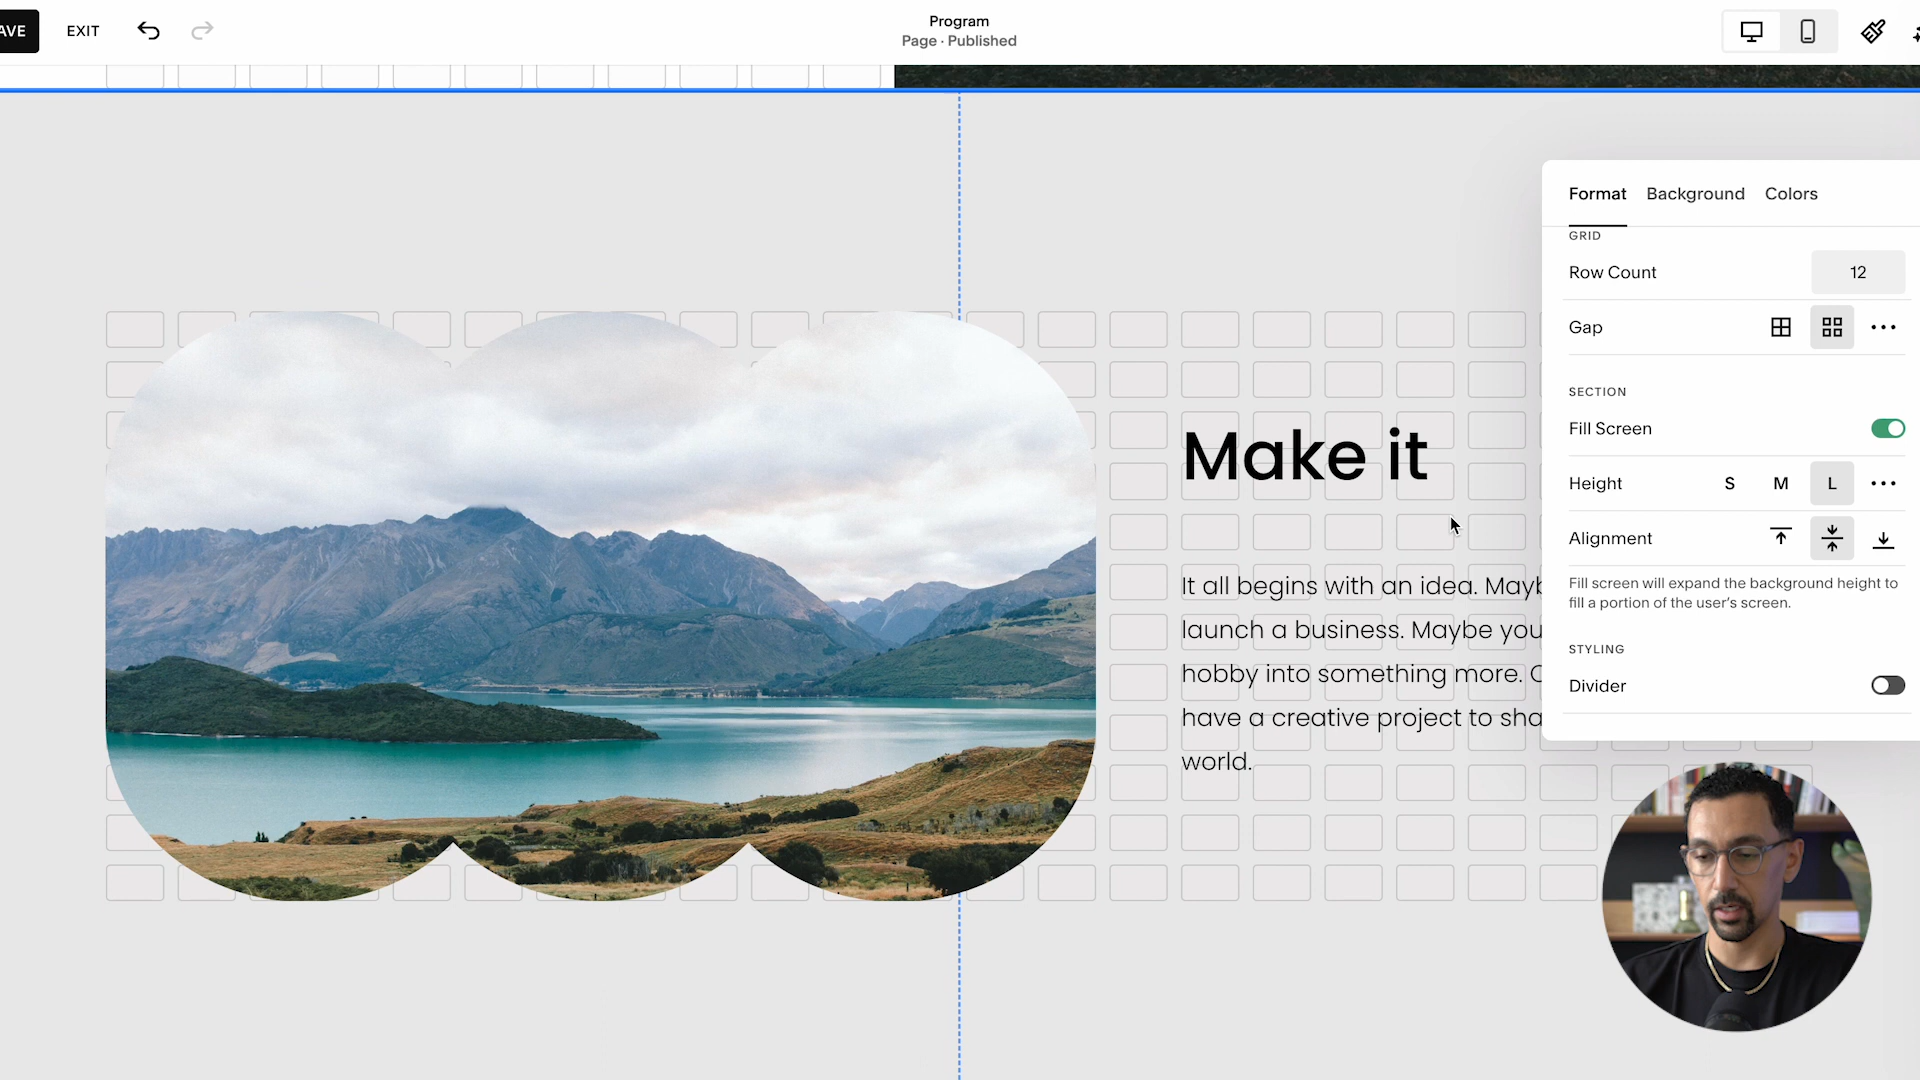 AVE
EXIT
Program
Page · Published
Format
Background
Colors
GRID
Row Count
12
Gap
SECTION
Fill Screen
Height
S
M
L
Alignment
Fill screen will expand the background height to
fill a portion of the user's screen.
STYLING
Divider
Make it
It all begins with an idea. Mayb
launch a business. Maybe you
hobby into something more. O
have a creative project to sha
world.